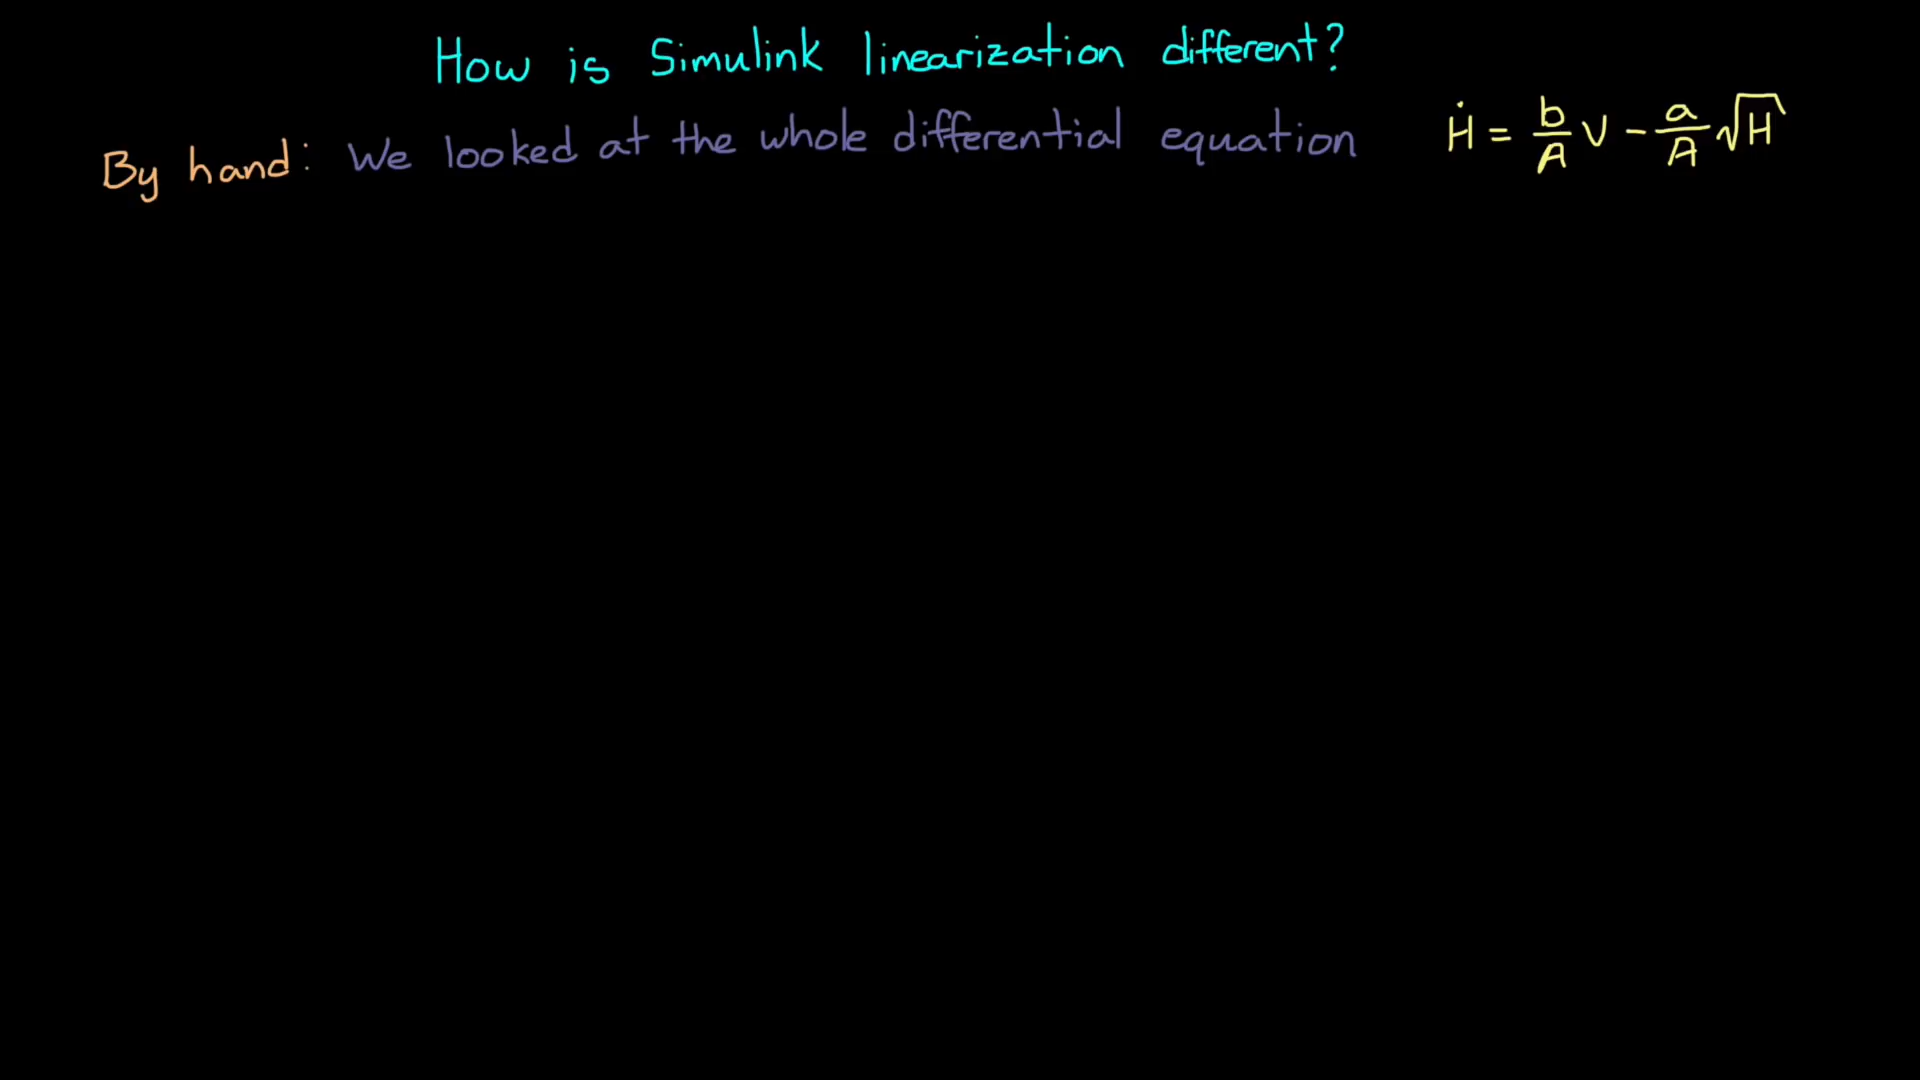 How is Simulink linearization different?
By hand: We looked at the whole differential equation Ḣ = b/A V - a/A √H